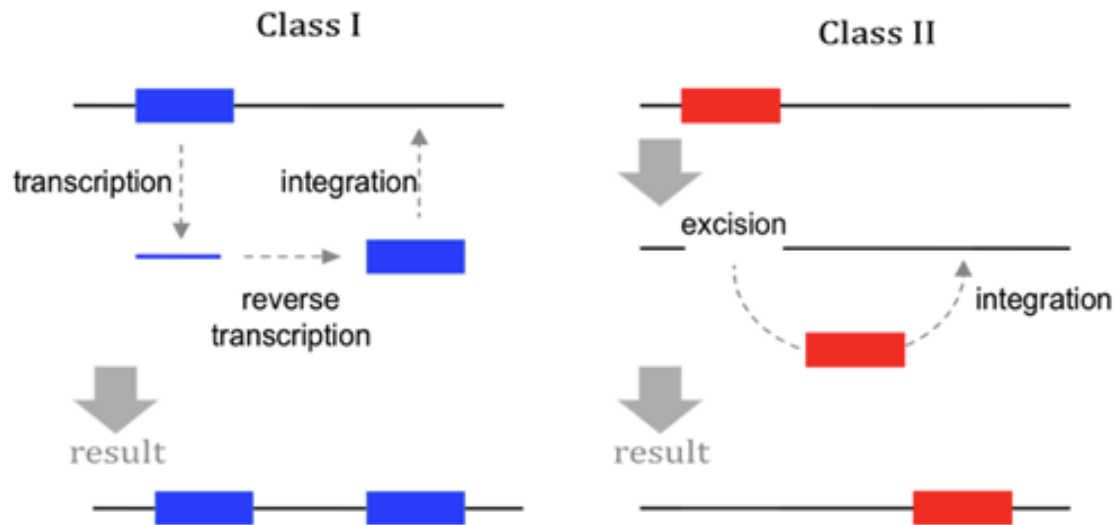 Class I
transcription
integration
reverse
transcription
result
Class II
excision
integration
result